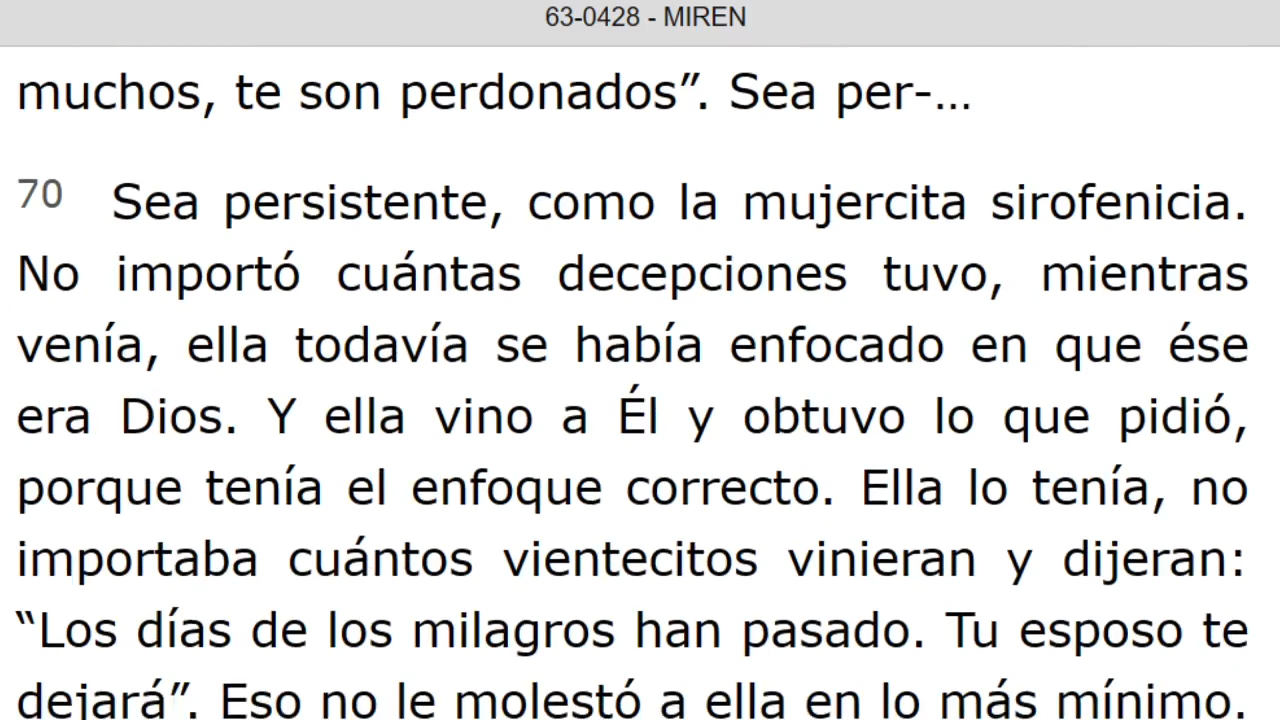 63-0428 - MIREN
muchos, te son perdonados”. Sea per-…
70 Sea persistente, como la mujercita sirofenicia.
No importó cuántas decepciones tuvo, mientras
venía, ella todavía se había enfocado en que ése
era Dios. Y ella vino a Él y obtuvo lo que pidió,
porque tenía el enfoque correcto. Ella lo tenía, no
importaba cuántos vientecitos vinieran y dijeran:
“Los días de los milagros han pasado. Tu esposo te
dejará”. Eso no le molestó a ella en lo más mínimo.